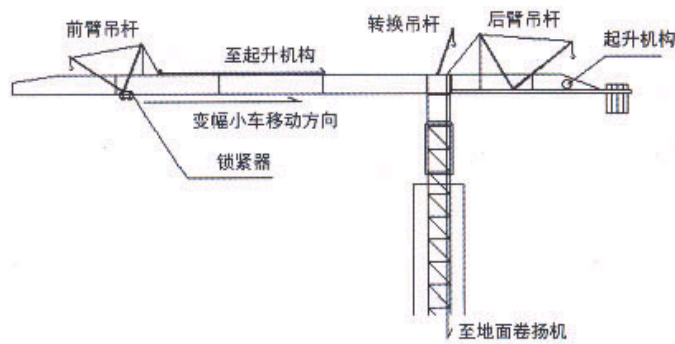 前臂吊杆
转换吊杆
后臂吊杆
至起升机构
起升机构
变幅小车移动方向
锁紧器
至地面卷扬机